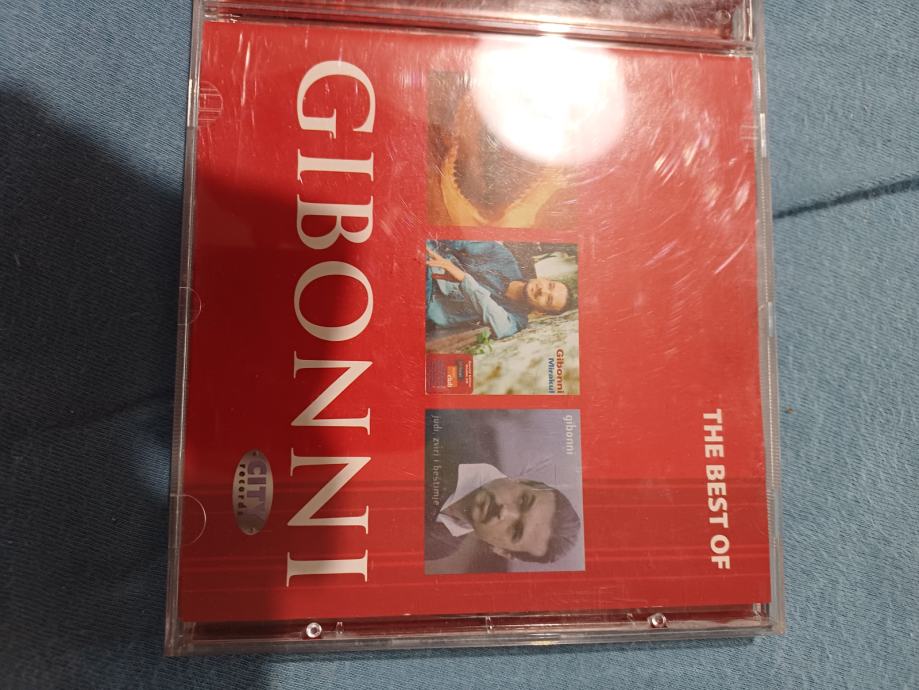 THE BEST OF
gibonni
judi, zviri i beštimje
Gibonni
Mirakul
GIBONNI
CITY
records